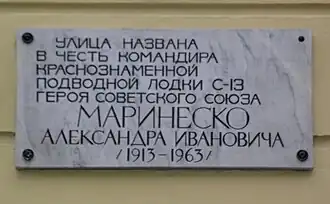 УЛИЦА НАЗВАНА
В ЧЕСТЬ КОМАНДИРА
КРАСНОЗНАМЕННОЙ
ПОДВОДНОЙ ЛОДКИ С-13
ГЕРОЯ СОВЕТСКОГО СОЮЗА
МАРИНЕСКО
АЛЕКСАНДРА ИВАНОВИЧА
/1913-1963/